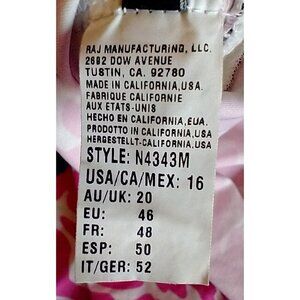 RAJ MANUFACTURING, LLC.
2692 DOW AVENUE
TUSTIN, CA. 92780
MADE IN CALIFORNIA,USA.
FABRIQUE CALIFORNIE
AUX ETATS-UNIS
HECHO EN CALIFORNIA,EUA.
PRODOTTO IN CALIFORNIA,USA
HERGESTELLT-CALIFORNIA,USA
STYLE: N4343M
USA/CA/MEX: 16
AU/UK: 20
EU: 46
FR: 48
ESP: 50
IT/GER: 52